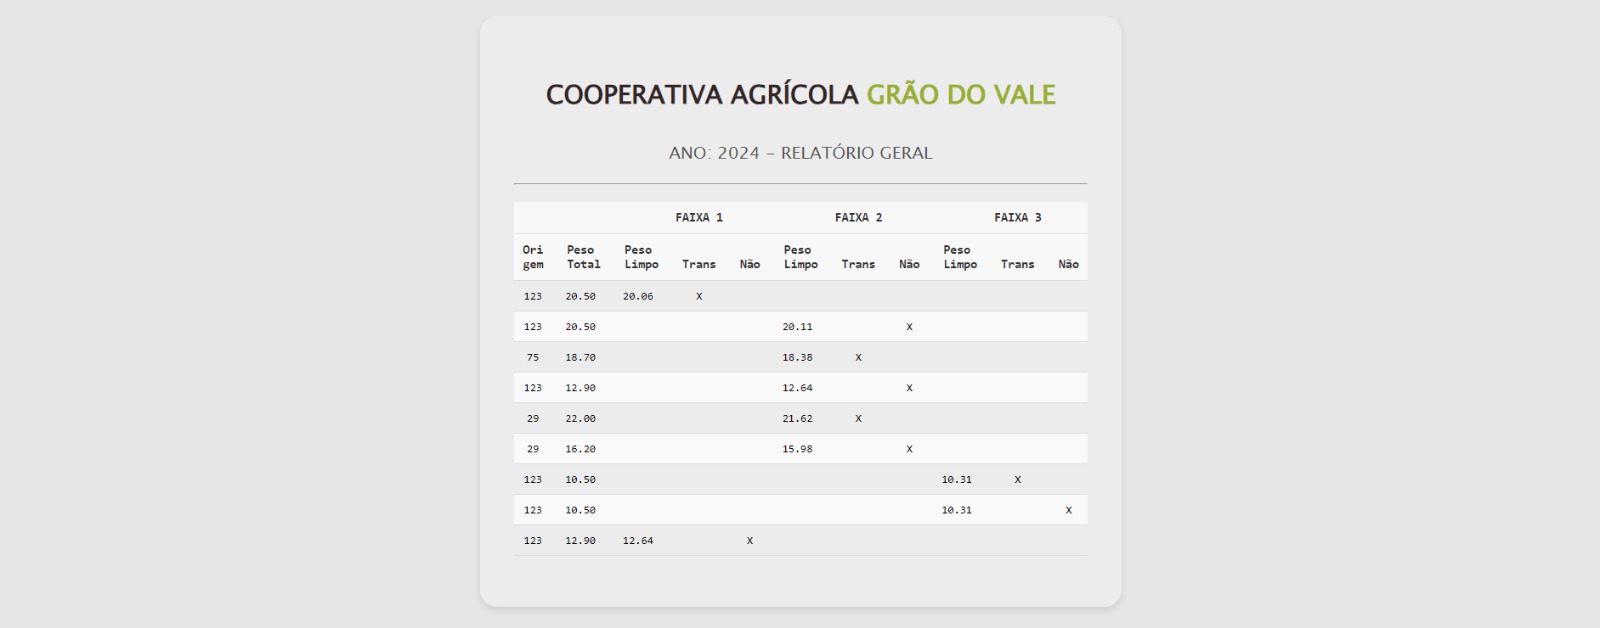 COOPERATIVA AGRÍCOLA GRÃO DO VALE
ANO: 2024 – RELATÓRIO GERAL
FAIXA 1 FAIXA 2 FAIXA 3
Ori Peso Peso Peso Peso
gem Total Limpo Trans Não Limpo Trans Não Limpo Trans Não
123 20.50 20.06 X
123 20.50 20.11 X
75 18.70 18.38 X
123 12.90 12.64 X
29 22.00 21.62 X
29 16.20 15.98 X
123 10.50 10.31 X
123 10.50 10.31 X
123 12.90 12.64 X